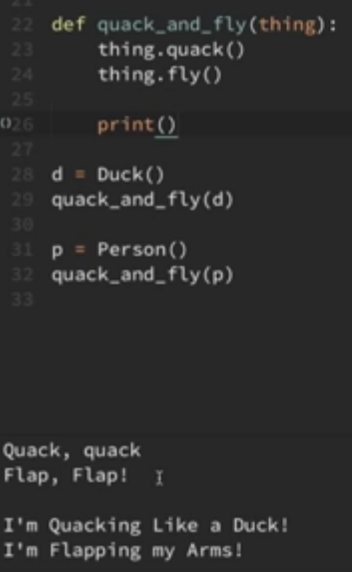 22 def quack_and_fly(thing):
23     thing.quack()
24     thing.fly()
25
26     print()
27
28 d = Duck()
29 quack_and_fly(d)
30
31 p = Person()
32 quack_and_fly(p)
33
Quack, quack
Flap, Flap!

I'm Quacking Like a Duck!
I'm Flapping my Arms!